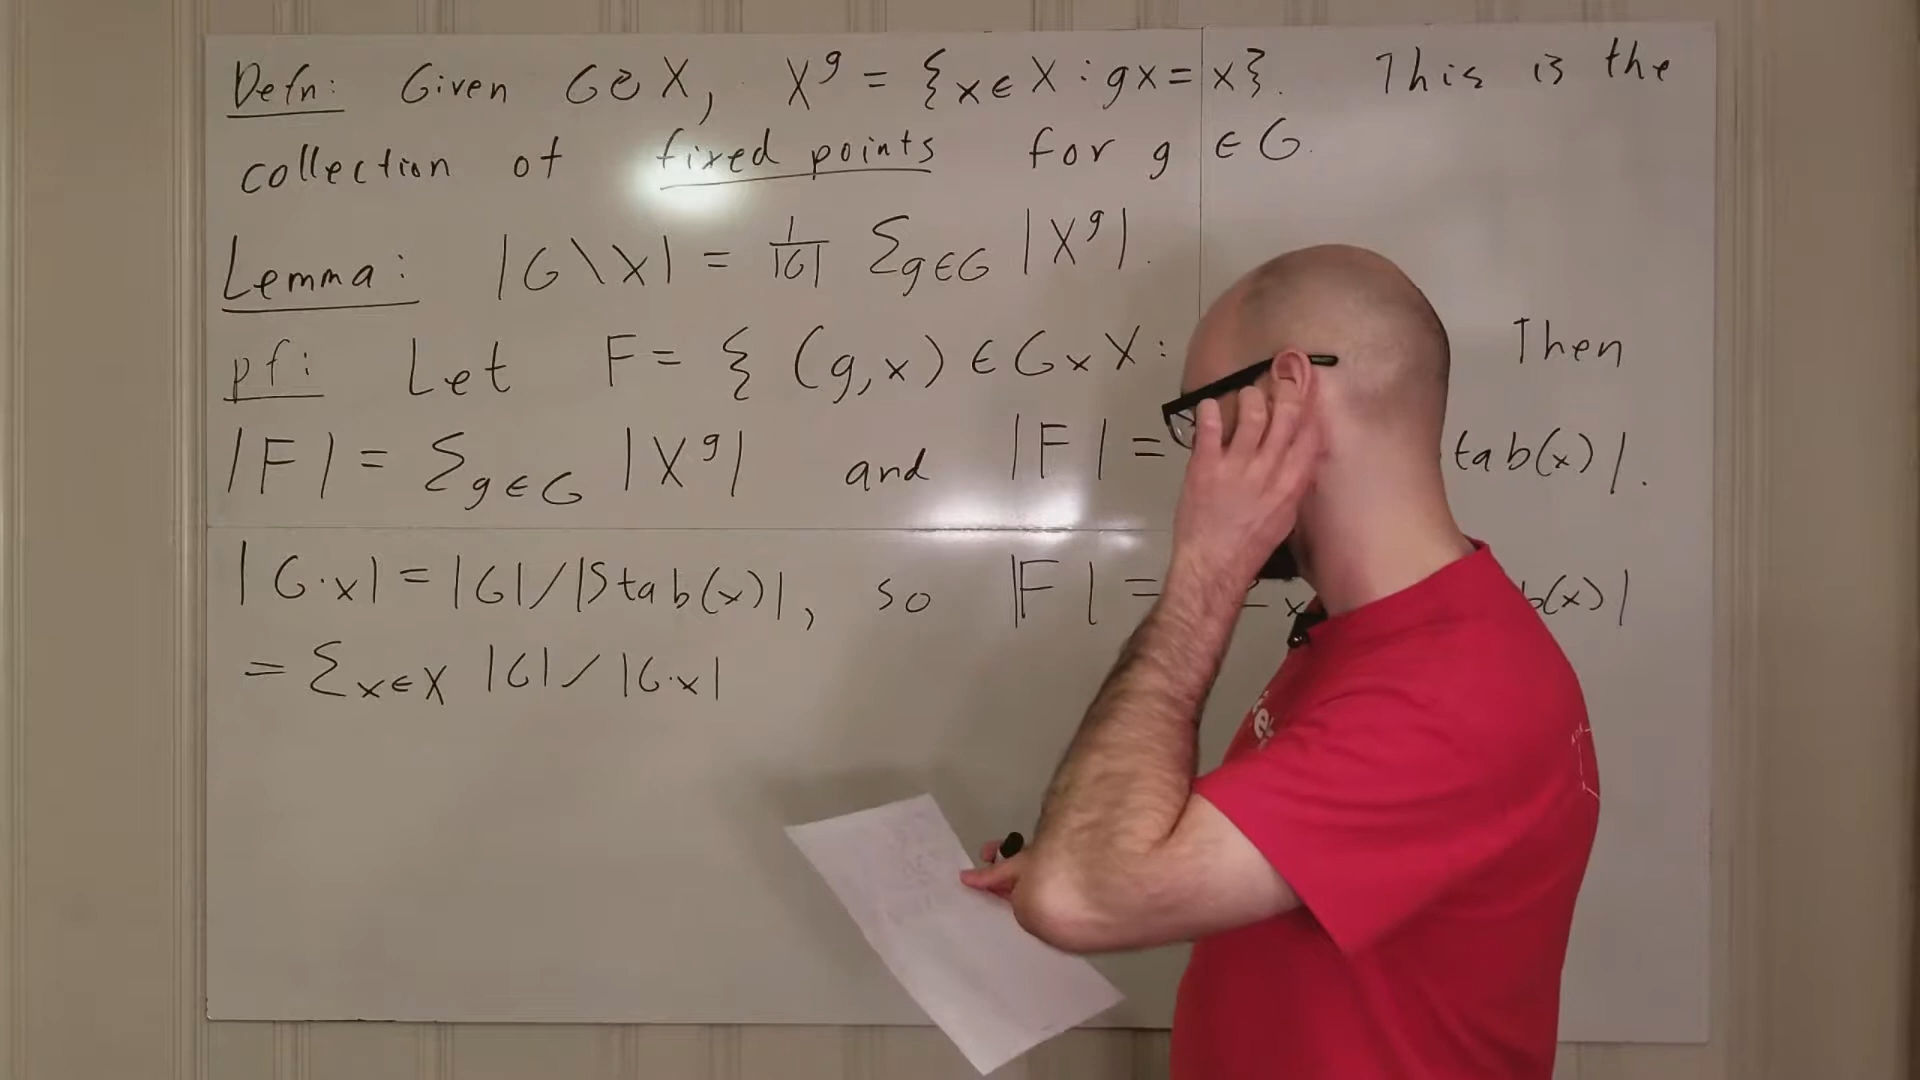 Defn: Given G↻X, X^g = {x∈X : gx = x}. This is the
collection of fixed points for g ∈ G.
Lemma: |G\X| = 1/|G| Σ_{g∈G} |X^g|.
pf: Let F = { (g,x) ∈ G×X : Then
|F| = Σ_{g∈G} |X^g| and |F| = tab(x)|.
|G·x| = |G|/|Stab(x)|, so |F| = b(x)|
= Σ_{x∈X} |G|/|G·x|